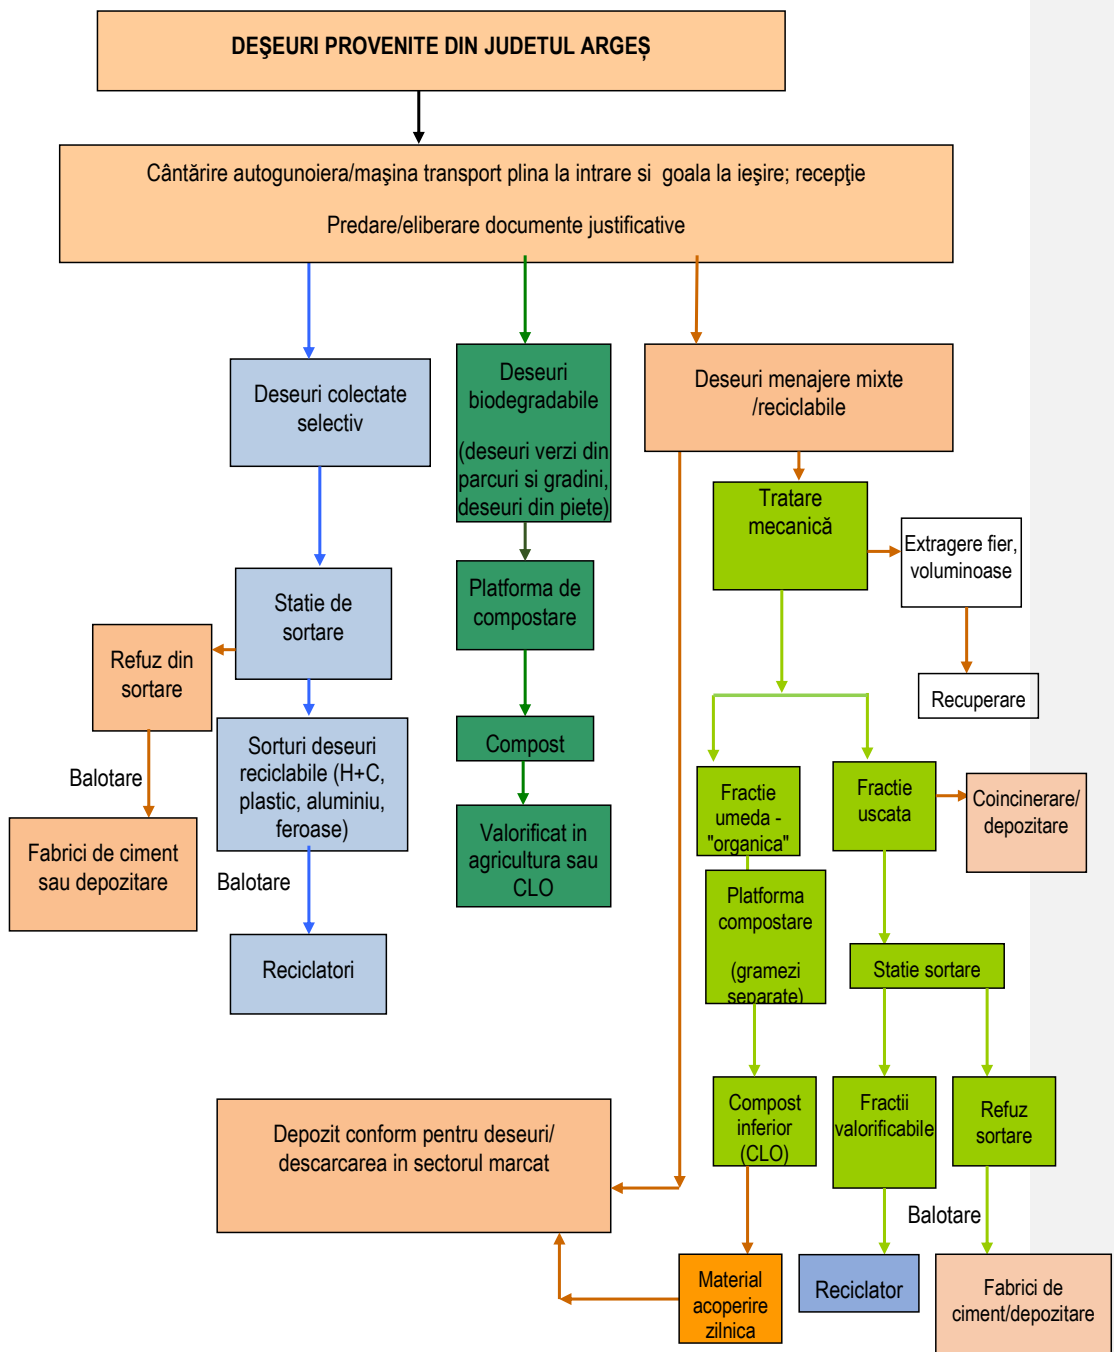 DEŞEURI PROVENITE DIN JUDETUL ARGEȘ
Cântărire autogunoiera/maşina transport plina la intrare si goala la ieşire; recepţie
Predare/eliberare documente justificative
Deseuri colectate
selectiv
Deseuri
biodegradabile
(deseuri verzi din
parcuri si gradini,
deseuri din piete)
Deseuri menajere mixte
/reciclabile
Tratare
mecanică
Extragere fier,
voluminoase
Recuperare
Statie de
sortare
Platforma de
compostare
Refuz din
sortare
Sorturi deseuri
reciclabile (H+C,
plastic, aluminiu,
feroase)
Compost
Balotare
Fabrici de ciment
sau depozitare
Valorificat in
agricultura sau
CLO
Balotare
Reciclatori
Fractie
umeda -
"organica"
Fractie
uscata
Coincinerare/
depozitare
Platforma
compostare
(gramezi
separate)
Statie sortare
Compost
inferior
(CLO)
Fractii
valorificabile
Refuz
sortare
Depozit conform pentru deseuri/
descarcarea in sectorul marcat
Balotare
Material
acoperire
zilnica
Reciclator
Fabrici de
ciment/depozitare